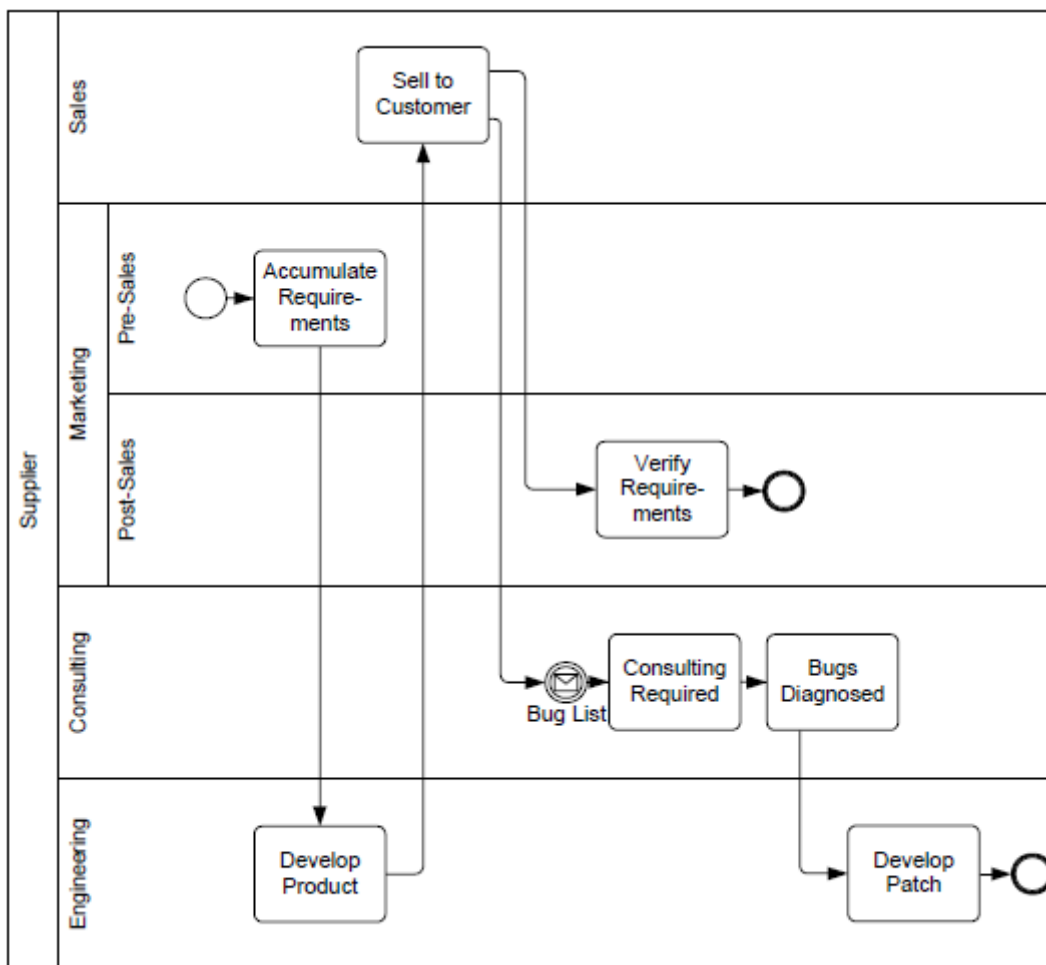 Supplier
Sales
Sell to
Customer
Marketing
Pre-Sales
Accumulate
Require-
ments
Post-Sales
Verify
Require-
ments
Consulting
Bug List
Consulting
Required
Bugs
Diagnosed
Engineering
Develop
Product
Develop
Patch